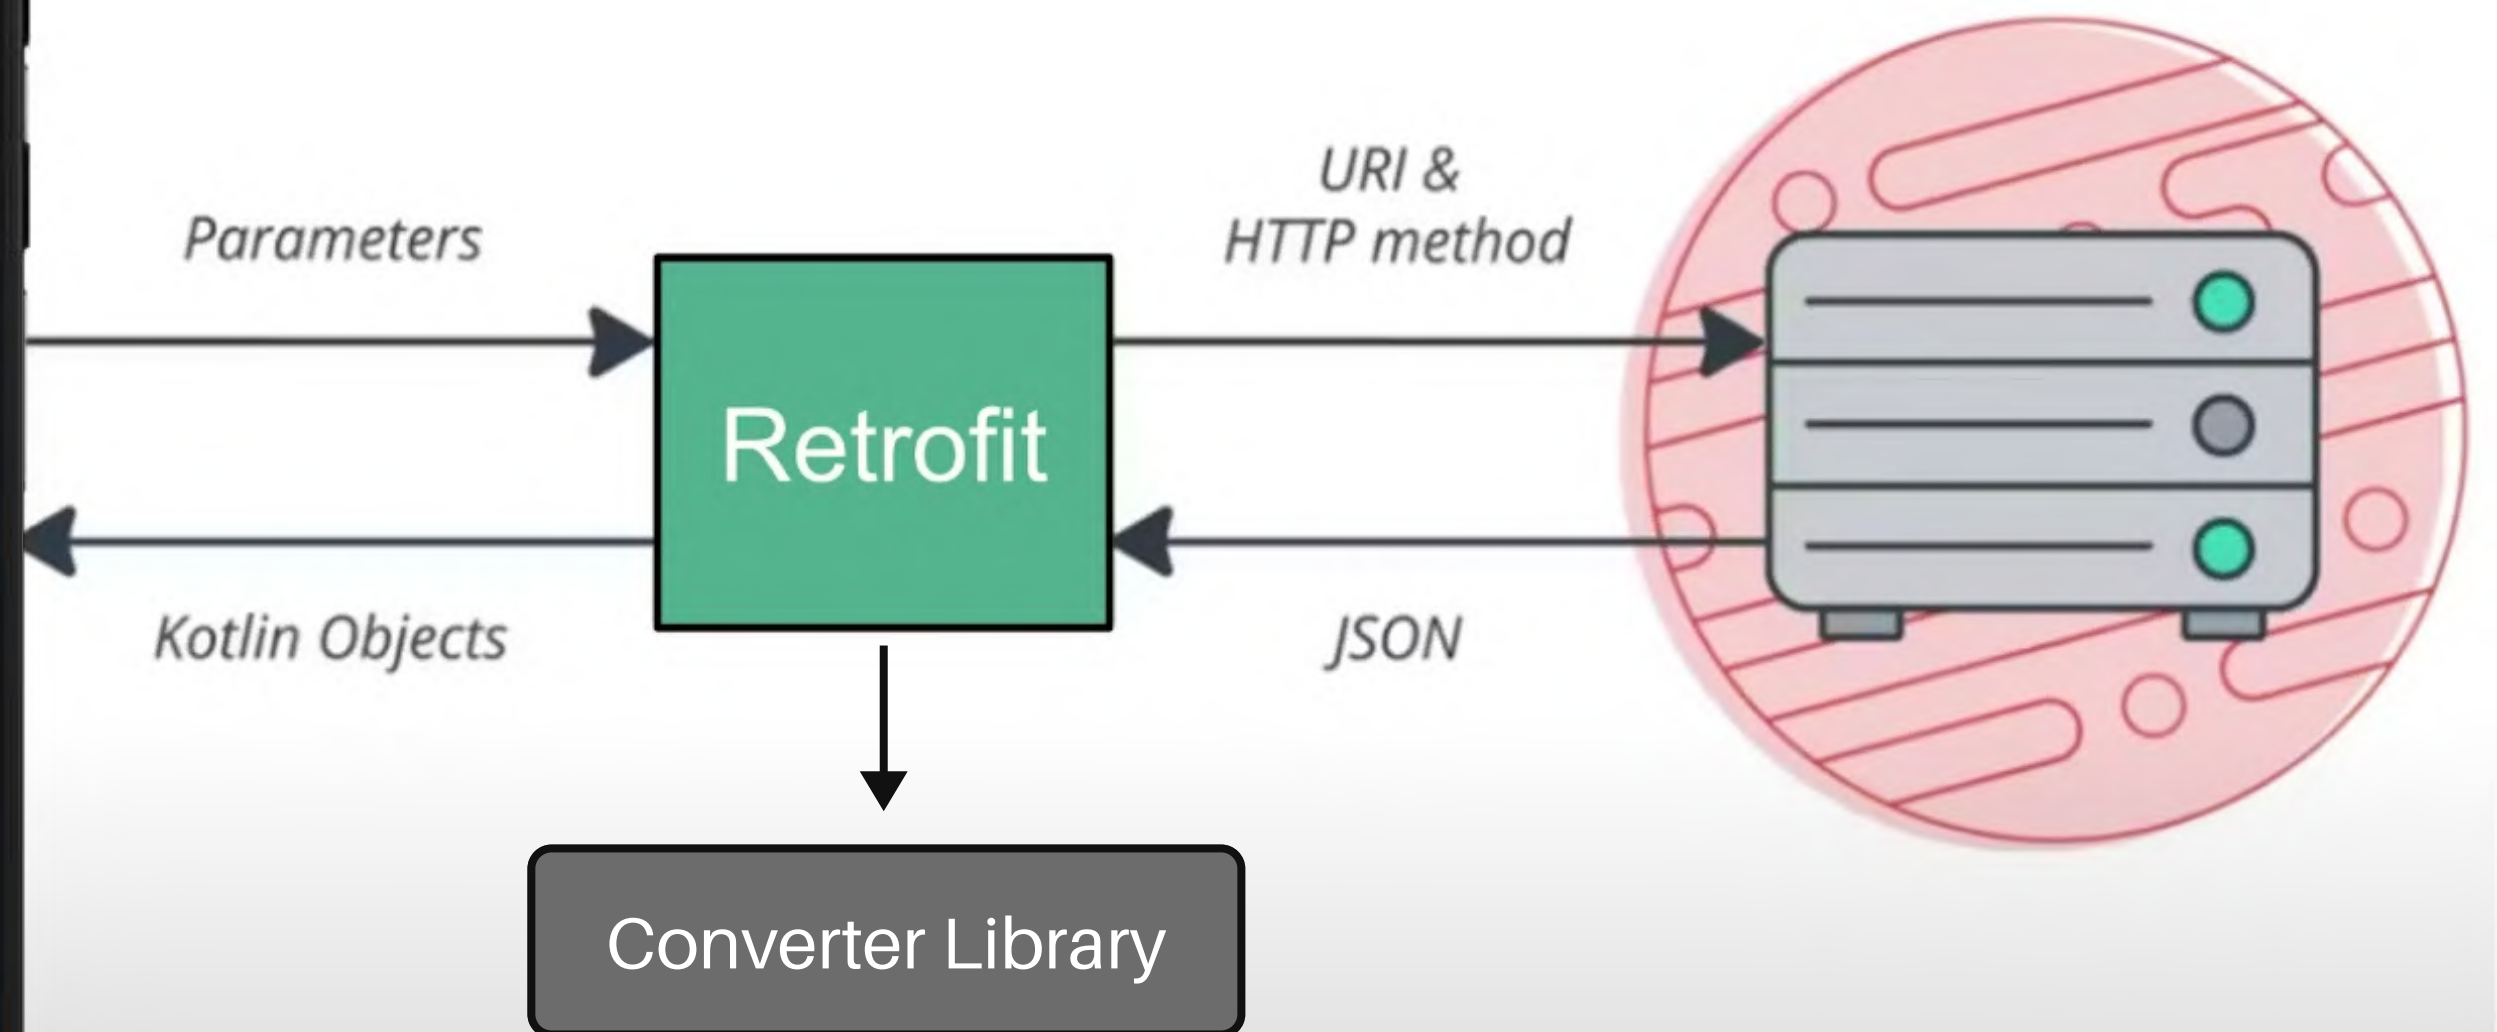 URI &
HTTP method
Parameters
Retrofit
Kotlin Objects
JSON
Converter Library